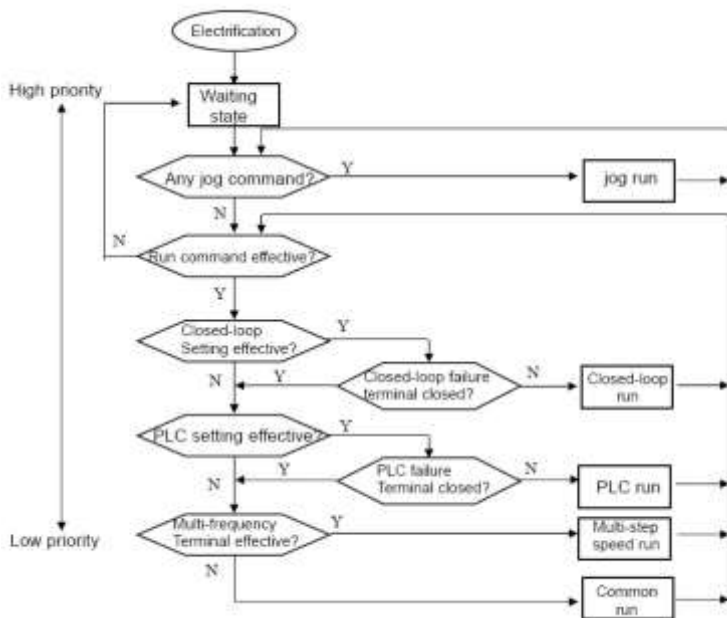 Electrification
High priority
Waiting
state
Any jog command?
Y
jog run
N
N
Run command effective?
Y
Closed-loop
Setting effective?
Y
N
Y
Closed-loop failure
terminal closed?
N
Closed-loop
run
PLC setting effective?
Y
N
Y
PLC failure
Terminal closed?
N
PLC run
Low priority
Multi-frequency
Terminal effective?
Y
Multi-step
speed run
N
Common
run